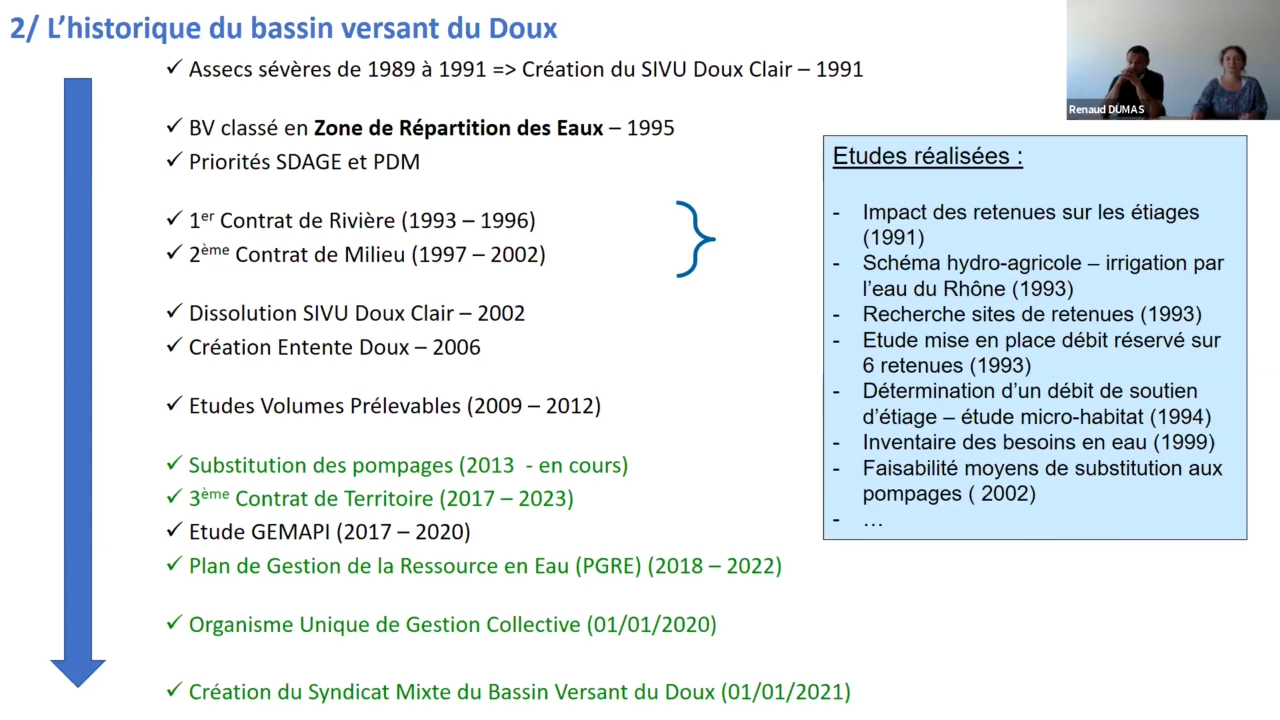 2/ L'historique du bassin versant du Doux
✓ Assecs sévères de 1989 à 1991 => Création du SIVU Doux Clair – 1991
✓ BV classé en Zone de Répartition des Eaux – 1995
✓ Priorités SDAGE et PDM
✓ 1er Contrat de Rivière (1993 – 1996)
✓ 2ème Contrat de Milieu (1997 – 2002)
✓ Dissolution SIVU Doux Clair – 2002
✓ Création Entente Doux – 2006
✓ Etudes Volumes Prélevables (2009 – 2012)
✓ Substitution des pompages (2013 - en cours)
✓ 3ème Contrat de Territoire (2017 – 2023)
✓ Etude GEMAPI (2017 – 2020)
✓ Plan de Gestion de la Ressource en Eau (PGRE) (2018 – 2022)
✓ Organisme Unique de Gestion Collective (01/01/2020)
✓ Création du Syndicat Mixte du Bassin Versant du Doux (01/01/2021)
Renaud DUMAS
Etudes réalisées :
- Impact des retenues sur les étiages
(1991)
- Schéma hydro-agricole – irrigation par
l'eau du Rhône (1993)
- Recherche sites de retenues (1993)
- Etude mise en place débit réservé sur
6 retenues (1993)
- Détermination d'un débit de soutien
d'étiage – étude micro-habitat (1994)
- Inventaire des besoins en eau (1999)
- Faisabilité moyens de substitution aux
pompages ( 2002)
- …